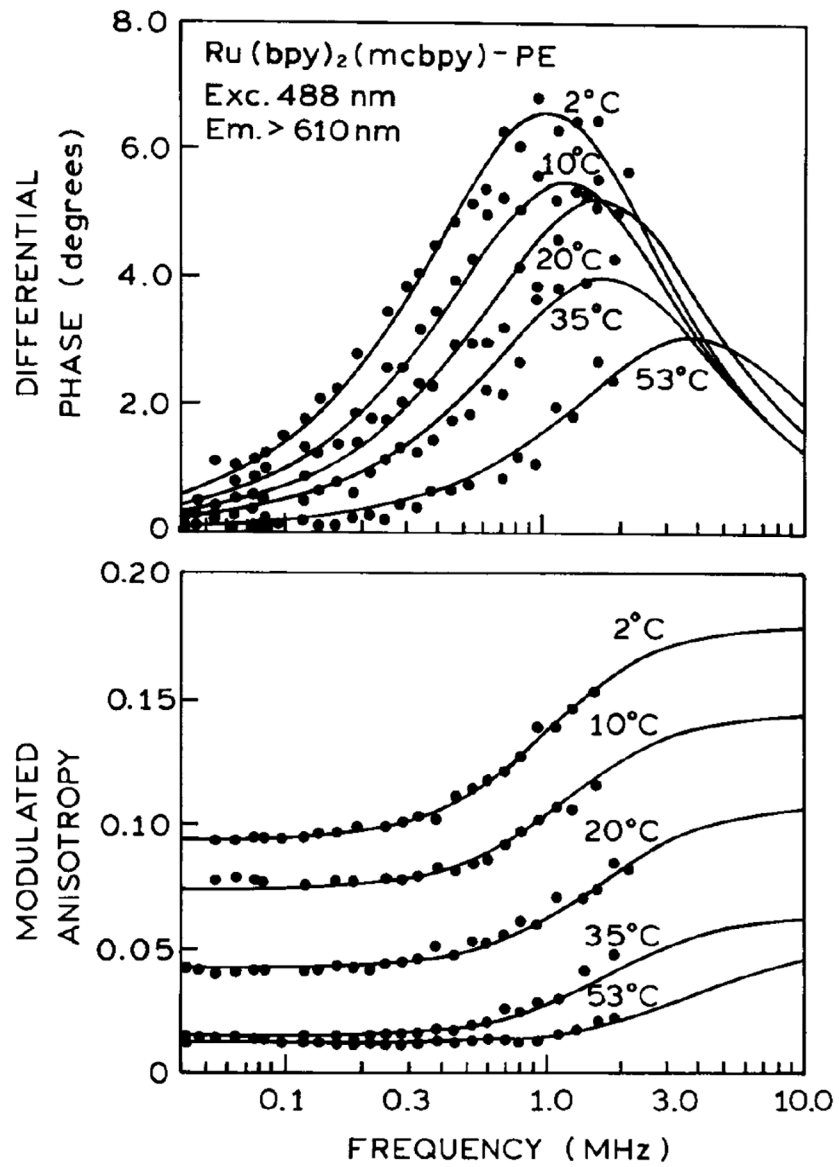 8.0
6.0
4.0
2.0
0
DIFFERENTIAL
PHASE (degrees)
Ru(bpy)₂(mcbpy)-PE
Exc. 488 nm
Em. > 610 nm
2°C
10°C
20°C
35°C
53°C
0.20
0.15
0.10
0.05
0
MODULATED
ANISOTROPY
2°C
10°C
20°C
35°C
53°C
0.1
0.3
1.0
3.0
10.0
FREQUENCY (MHz)